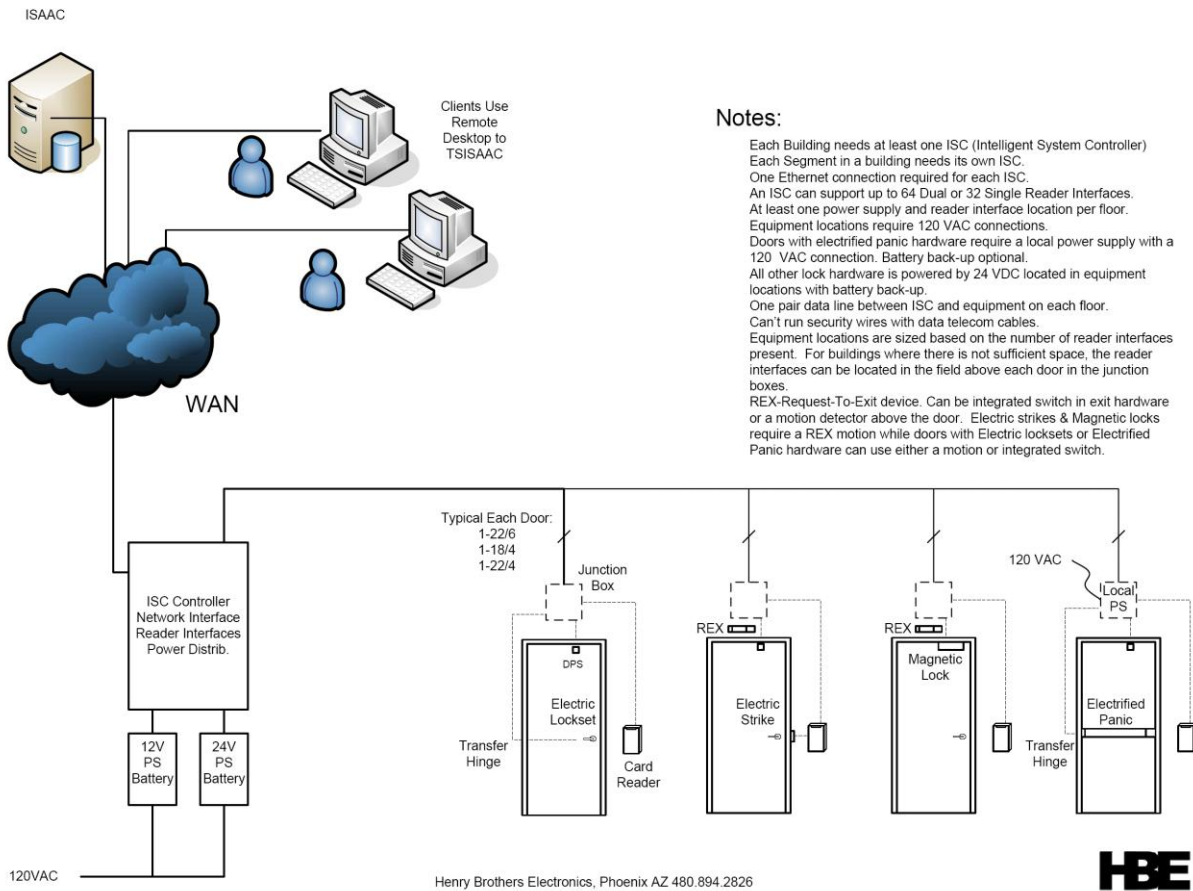 ISAAC
Clients Use
Remote
Desktop to
TSISAAC
WAN
Notes:
Each Building needs at least one ISC (Intelligent System Controller)
Each Segment in a building needs its own ISC.
One Ethernet connection required for each ISC.
An ISC can support up to 64 Dual or 32 Single Reader Interfaces.
At least one power supply and reader interface location per floor.
Equipment locations require 120 VAC connections.
Doors with electrified panic hardware require a local power supply with a
120 VAC connection. Battery back-up optional.
All other lock hardware is powered by 24 VDC located in equipment
locations with battery back-up.
One pair data line between ISC and equipment on each floor.
Can't run security wires with data telecom cables.
Equipment locations are sized based on the number of reader interfaces
present. For buildings where there is not sufficient space, the reader
interfaces can be located in the field above each door in the junction
boxes.
REX-Request-To-Exit device. Can be integrated switch in exit hardware
or a motion detector above the door. Electric strikes & Magnetic locks
require a REX motion while doors with Electric locksets or Electrified
Panic hardware can use either a motion or integrated switch.
ISC Controller
Network Interface
Reader Interfaces
Power Distrib.
12V
PS
Battery
24V
PS
Battery
120VAC
Typical Each Door:
1-22/6
1-18/4
1-22/4
Junction
Box
DPS
Electric
Lockset
Transfer
Hinge
Card
Reader
REX
Electric
Strike
REX
Magnetic
Lock
120 VAC
Local
PS
Electrified
Panic
Transfer
Hinge
Henry Brothers Electronics, Phoenix AZ 480.894.2826
HBE